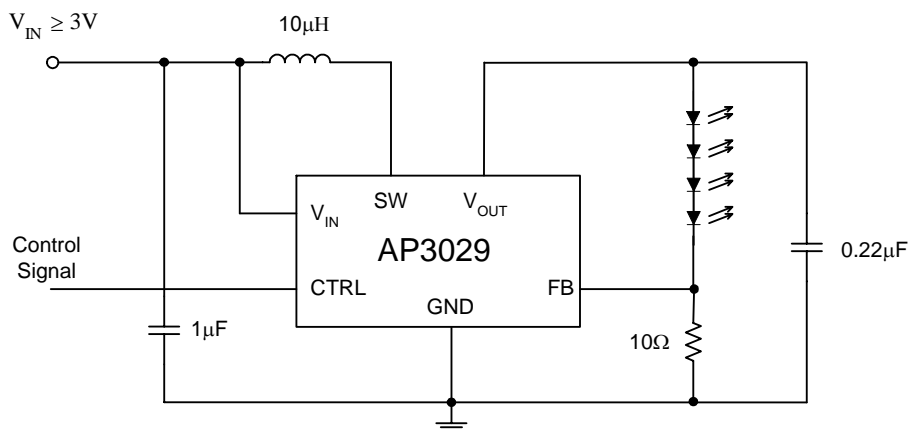 V_IN ≥ 3V
10μH
SW
V_OUT
V_IN
AP3029
Control
Signal
CTRL
FB
GND
0.22μF
1μF
10Ω